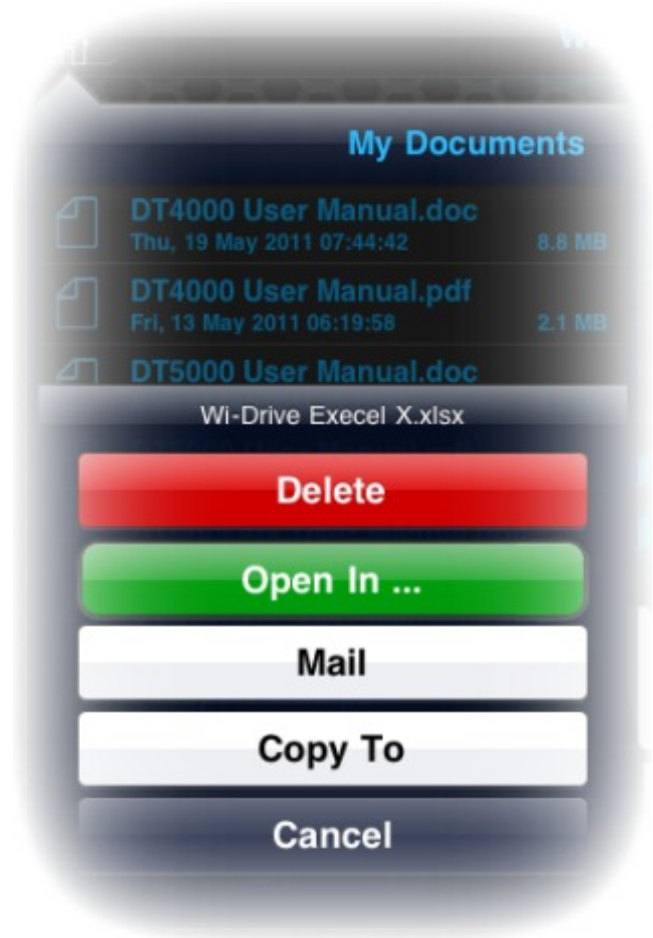 My Documents
DT4000 User Manual.doc
Thu, 19 May 2011 07:44:42 8.8 MB
DT4000 User Manual.pdf
Fri, 13 May 2011 06:19:58 2.1 MB
DT5000 User Manual.doc
Wi-Drive Execel X.xlsx
Delete
Open In ...
Mail
Copy To
Cancel